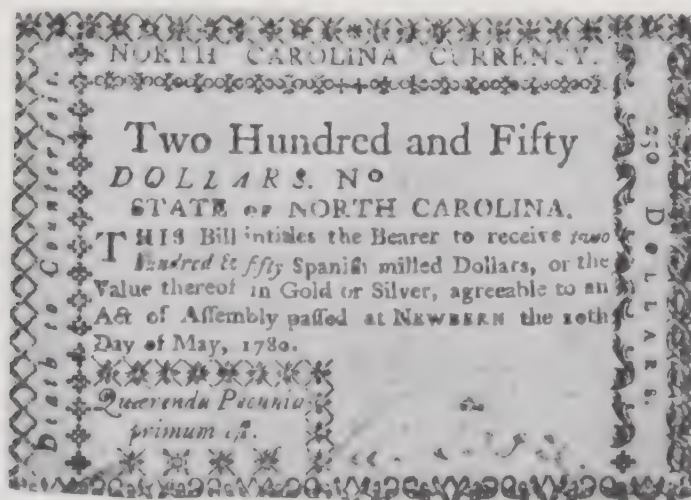 NORTH CAROLINA CURRENCY.
Two Hundred and Fifty
DOLLARS. No
STATE OF NORTH CAROLINA.
THIS Bill intitles the Bearer to receive two
hundred & fifty Spaniſh milled Dollars, or the
Value thereof in Gold or Silver, agreeable to an
Act of Aſſembly paſſed at NEWBERN the 10th
Day of May, 1780.
Quærenda Pecunia
primum eſt.
Death to Counterfeit.
250 DOLLARS.